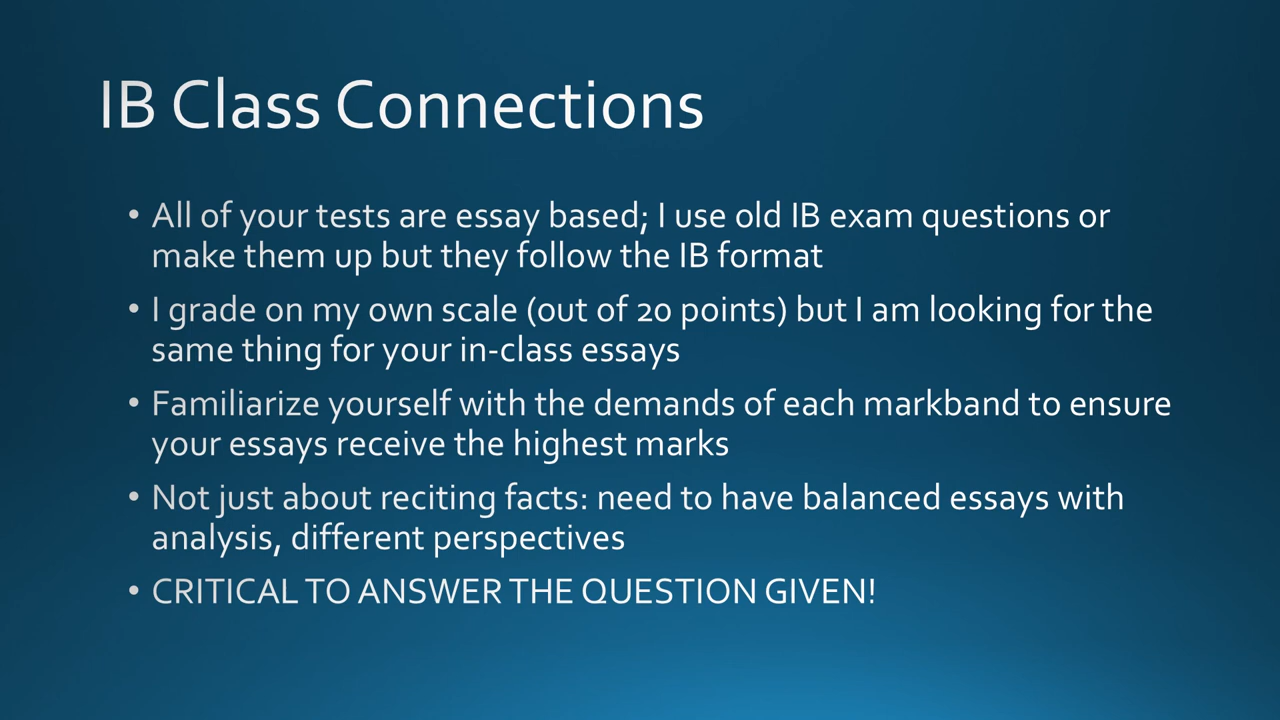 IB Class Connections
• All of your tests are essay based; I use old IB exam questions or
make them up but they follow the IB format
• I grade on my own scale (out of 20 points) but I am looking for the
same thing for your in-class essays
• Familiarize yourself with the demands of each markband to ensure
your essays receive the highest marks
• Not just about reciting facts: need to have balanced essays with
analysis, different perspectives
• CRITICAL TO ANSWER THE QUESTION GIVEN!